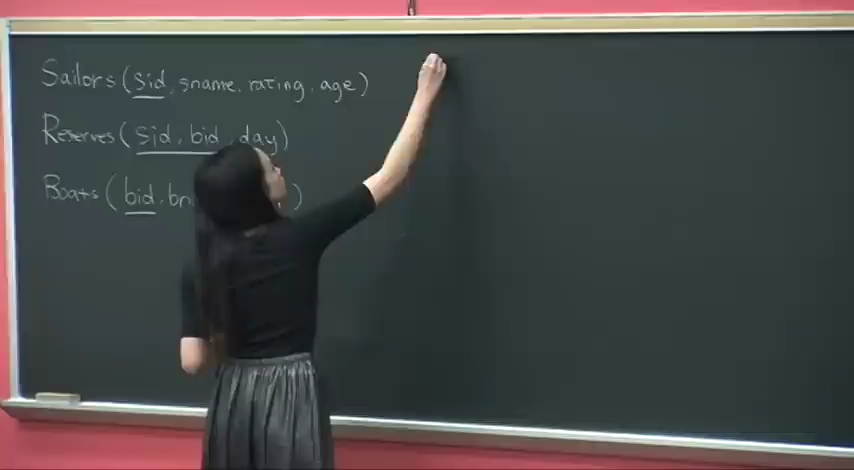 Sailors (sid, sname, rating, age)
Reserves (sid, bid, day)
Boats (bid, bn )